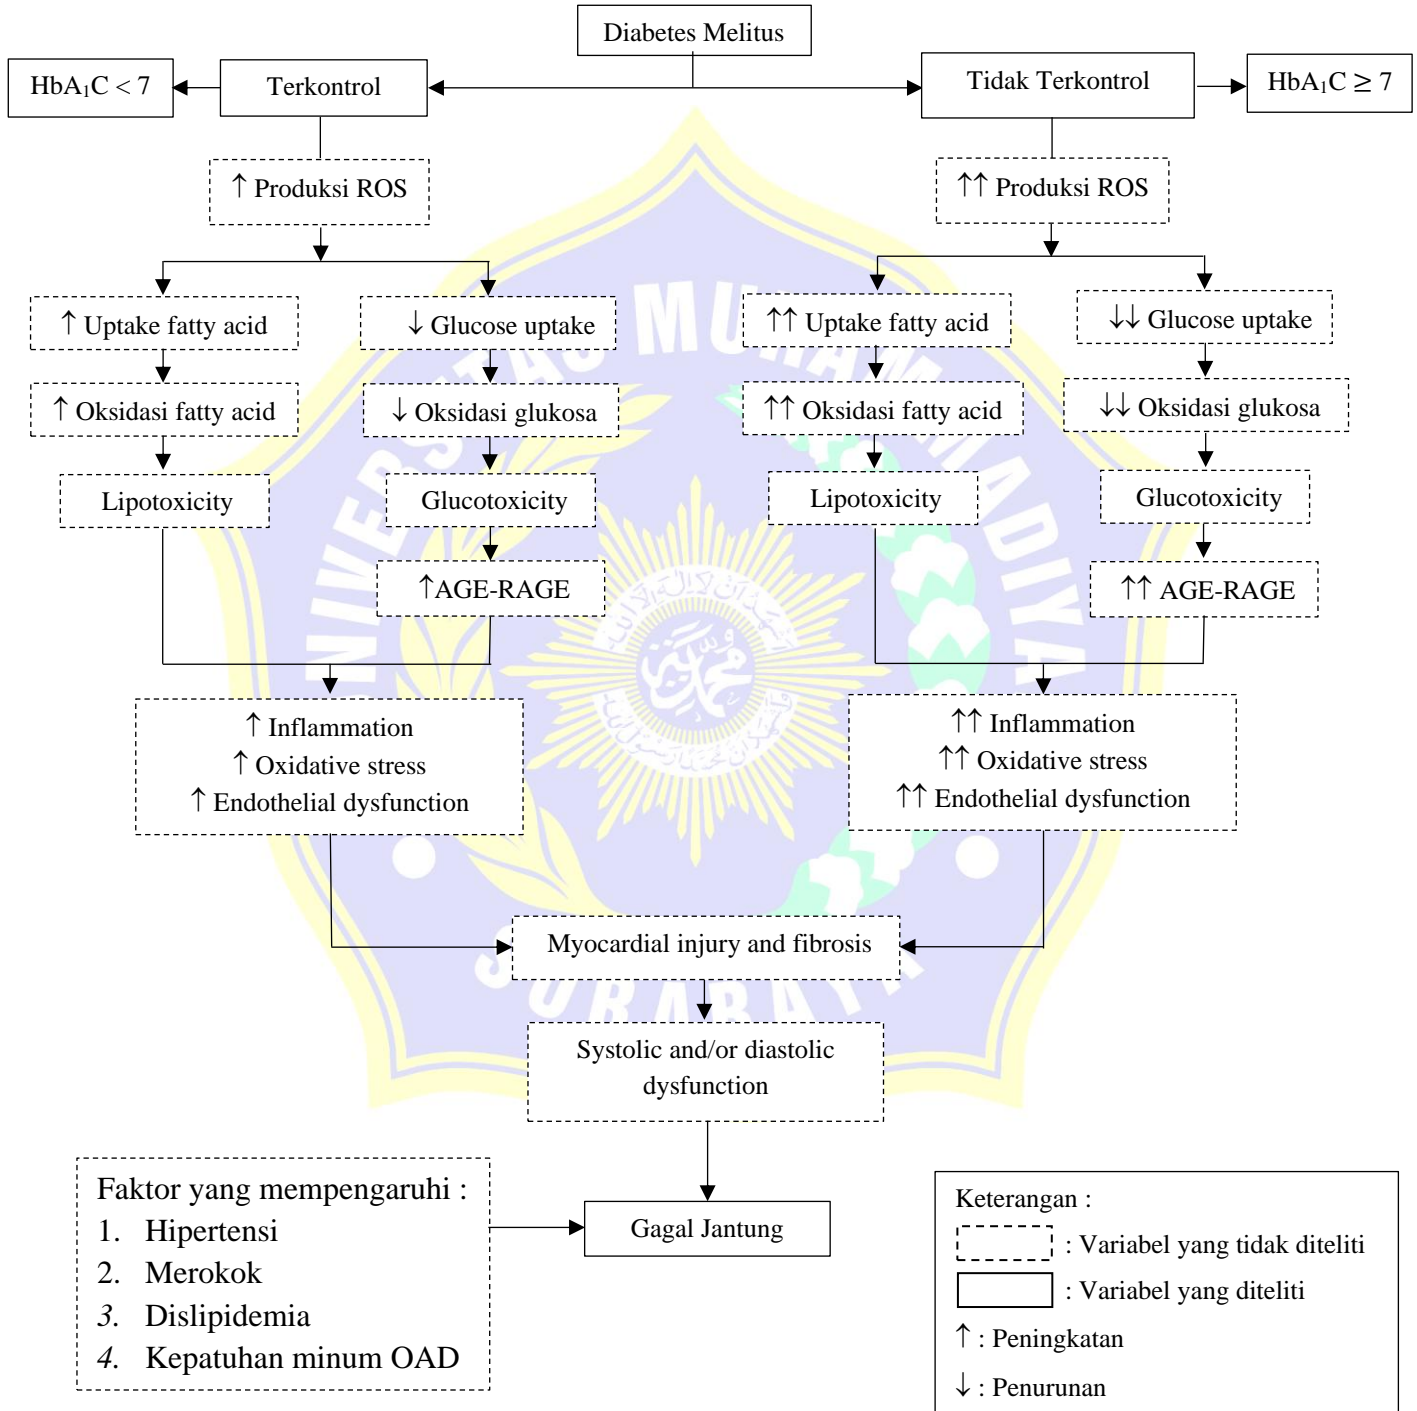 Diabetes Melitus
HbA₁C < 7
Terkontrol
Tidak Terkontrol
HbA₁C ≥ 7
↑ Produksi ROS
↑↑ Produksi ROS
↑ Uptake fatty acid
↓ Glucose uptake
↑↑ Uptake fatty acid
↓↓ Glucose uptake
↑ Oksidasi fatty acid
↓ Oksidasi glukosa
↑↑ Oksidasi fatty acid
↓↓ Oksidasi glukosa
Lipotoxicity
Glucotoxicity
Lipotoxicity
Glucotoxicity
↑AGE-RAGE
↑↑ AGE-RAGE
↑ Inflammation
↑ Oxidative stress
↑ Endothelial dysfunction
↑↑ Inflammation
↑↑ Oxidative stress
↑↑ Endothelial dysfunction
Myocardial injury and fibrosis
Systolic and/or diastolic
dysfunction
Faktor yang mempengaruhi :
1. Hipertensi
2. Merokok
3. Dislipidemia
4. Kepatuhan minum OAD
Gagal Jantung
Keterangan :
: Variabel yang tidak diteliti
: Variabel yang diteliti
↑ : Peningkatan
↓ : Penurunan
UNIVERSITAS MUHAMMADIYA
SURABAYA
محمد